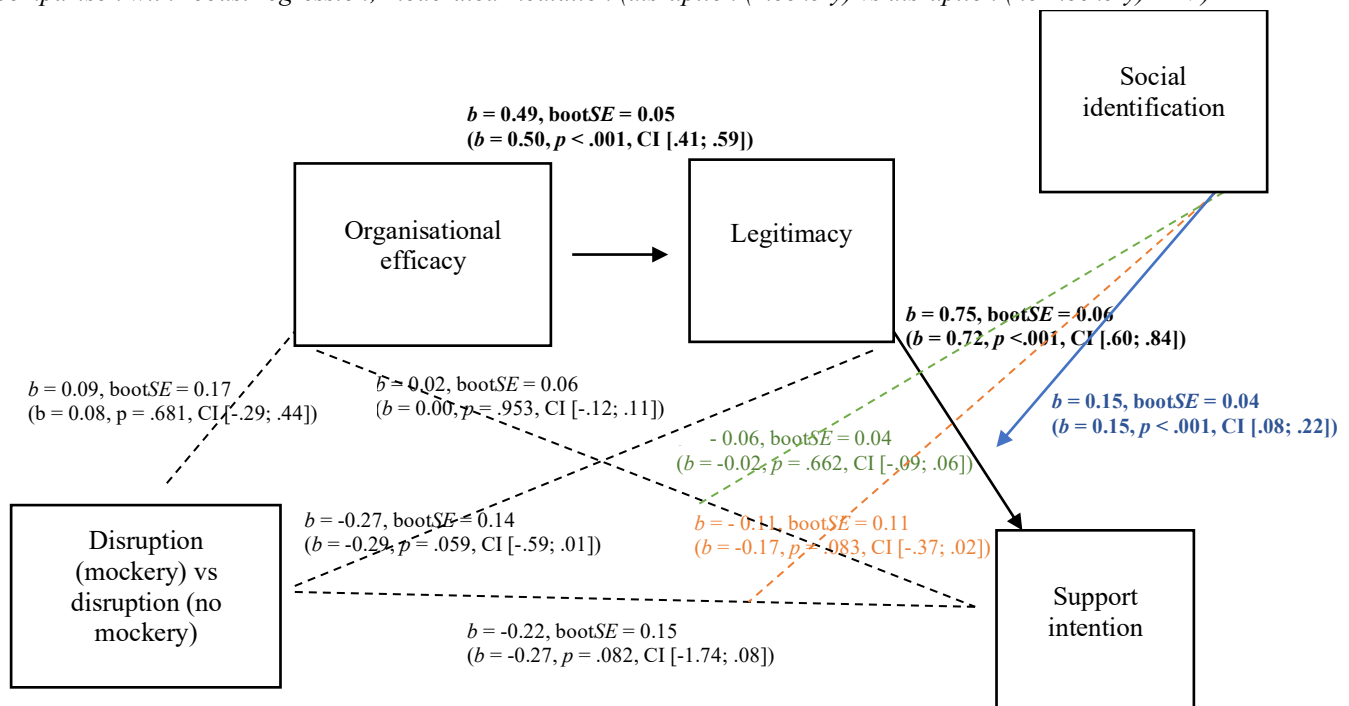 Social
identification
b = 0.49, bootSE = 0.05
(b = 0.50, p < .001, CI [.41; .59])
Organisational
efficacy
Legitimacy
b = 0.75, bootSE = 0.06
(b = 0.72, p <.001, CI [.60; .84])
b = 0.09, bootSE = 0.17
(b = 0.08, p = .681, CI [-.29; .44])
b = 0.02, bootSE = 0.06
(b = 0.00, p = .953, CI [-.12; .11])
b = 0.15, bootSE = 0.04
(b = 0.15, p < .001, CI [.08; .22])
- 0.06, bootSE = 0.04
(b = -0.02, p = .662, CI [-.09; .06])
b = -0.27, bootSE = 0.14
(b = -0.29, p = .059, CI [-.59; .01])
b = - 0.11, bootSE = 0.11
(b = -0.17, p = .083, CI [-.37; .02])
Disruption
(mockery) vs
disruption (no
mockery)
Support
intention
b = -0.22, bootSE = 0.15
(b = -0.27, p = .082, CI [-1.74; .08])